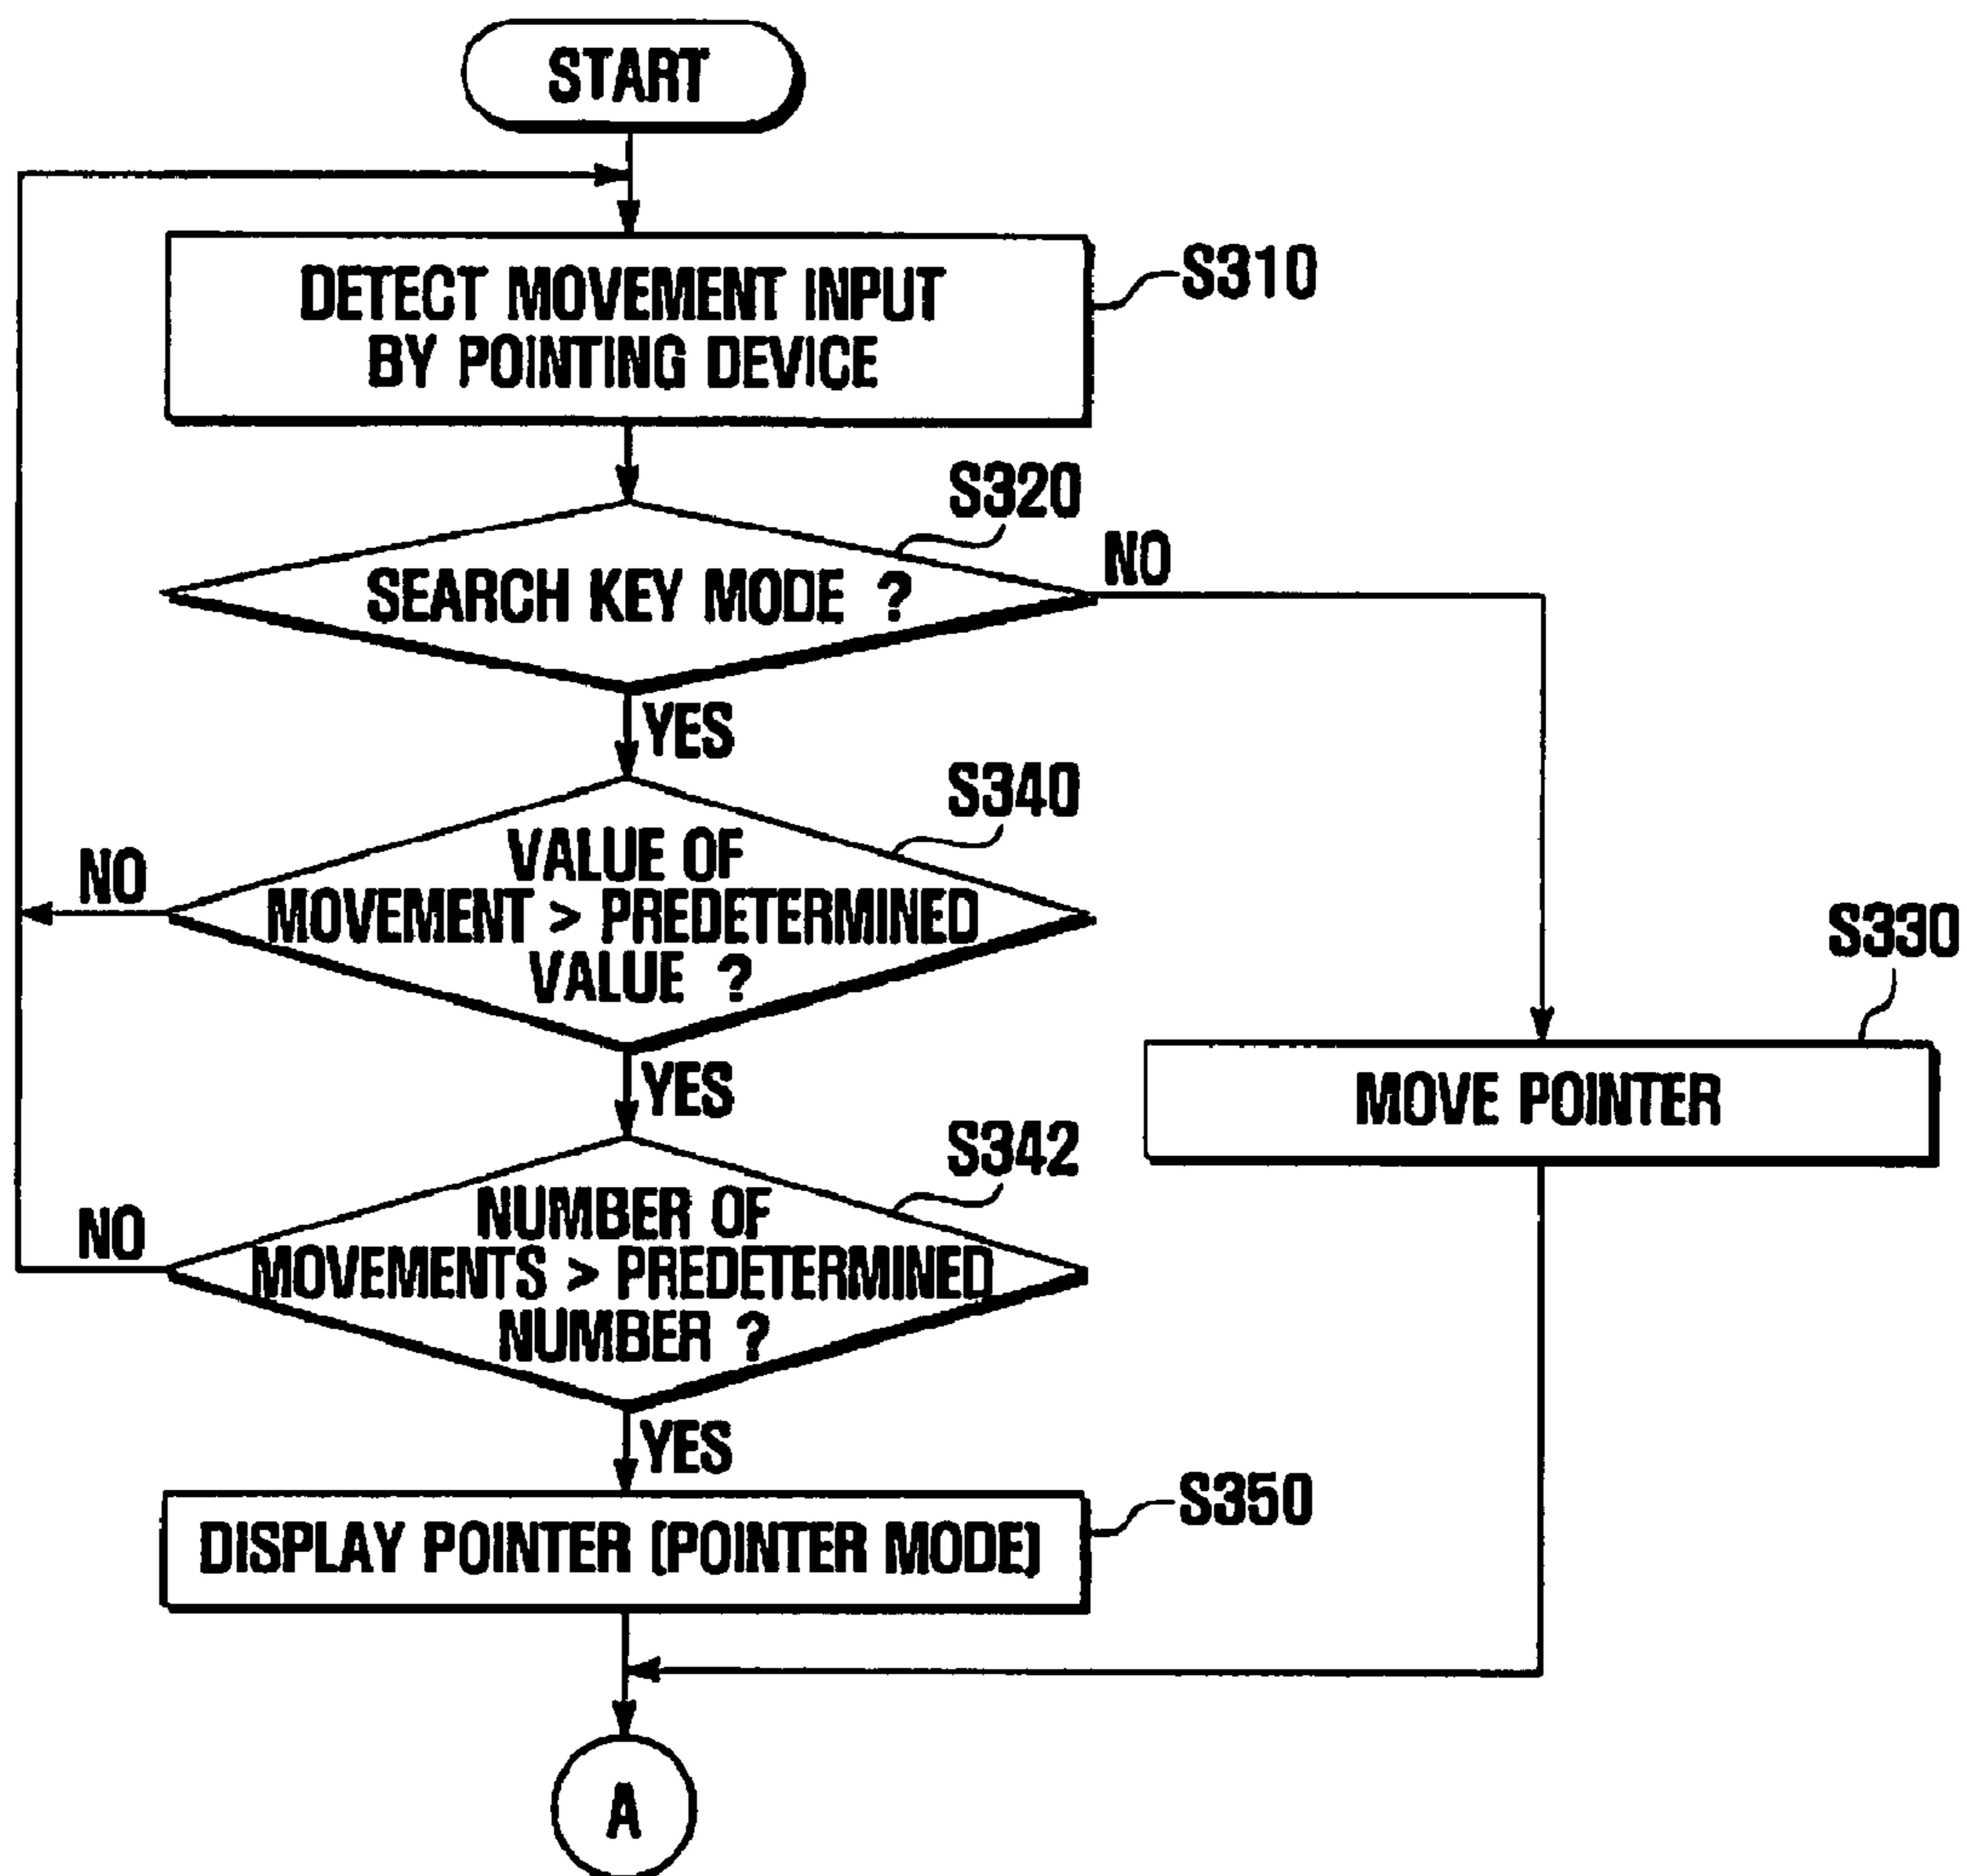 START
DETECT MOVEMENT INPUT
BY POINTING DEVICE
S310
S320
SEARCH KEY MODE ?
NO
YES
S340
VALUE OF
MOVEMENT > PREDETERMINED
VALUE ?
NO
YES
S330
MOVE POINTER
S342
NUMBER OF
MOVEMENTS > PREDETERMINED
NUMBER ?
NO
YES
S350
DISPLAY POINTER (POINTER MODE)
A